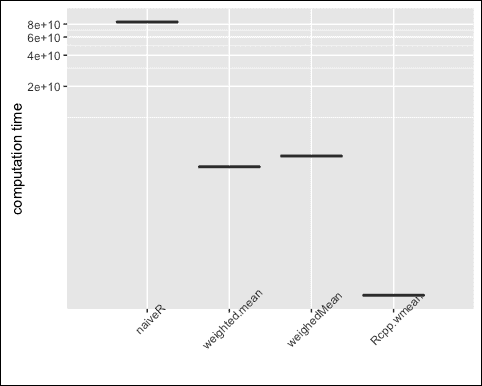 8e+10
6e+10
4e+10
2e+10
computation time
naiveR
weighted.mean
weighedMean
Rcpp.wmean